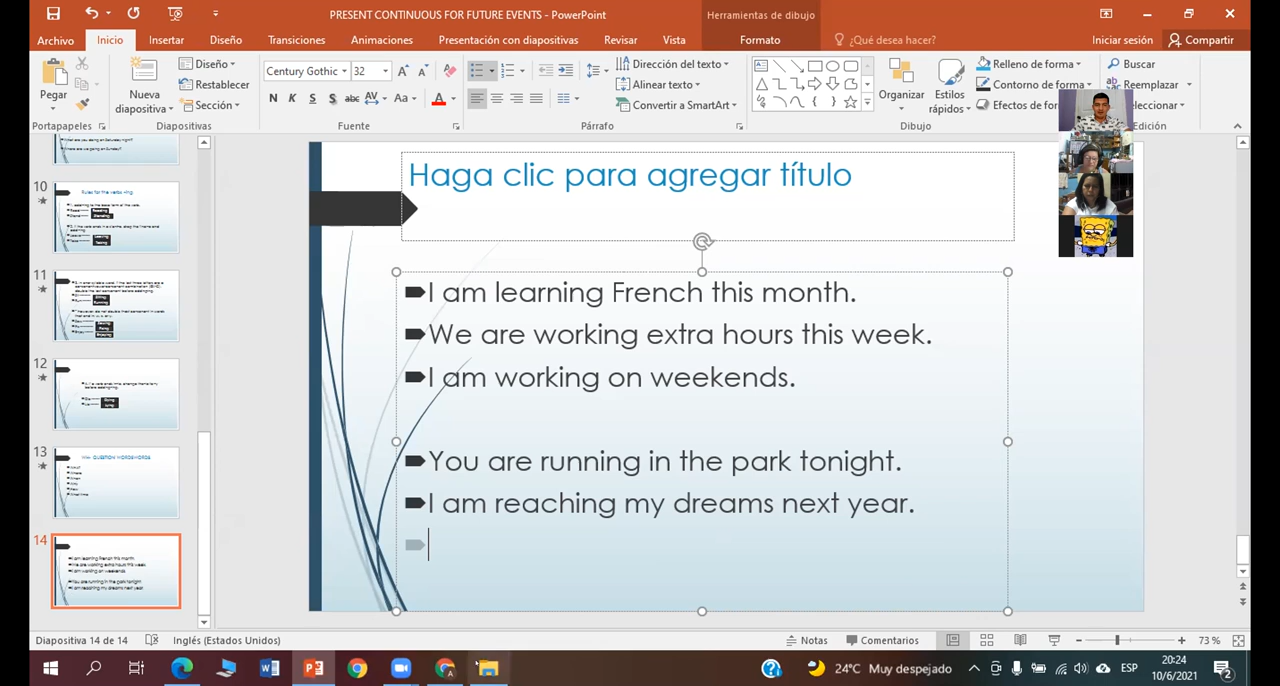 PRESENT CONTINUOUS FOR FUTURE EVENTS - PowerPoint
Herramientas de dibujo
Archivo Inicio Insertar Diseño Transiciones Animaciones Presentación con diapositivas Revisar Vista Formato ¿Qué desea hacer? Iniciar sesión Compartir
Pegar
Nueva diapositiva
Diseño
Restablecer
Sección
Century Gothic 32
N K S S abc AV Aa A
Dirección del texto
Alinear texto
Convertir a SmartArt
Organizar
Estilos rápidos
Relleno de forma
Contorno de forma
Efectos de for
Buscar
Reemplazar
eleccionar
Portapapeles Diapositivas Fuente Párrafo Dibujo Edición
10
11
12
13
14
Haga clic para agregar título
I am learning French this month.
We are working extra hours this week.
I am working on weekends.
You are running in the park tonight.
I am reaching my dreams next year.
Diapositiva 14 de 14 Inglés (Estados Unidos) Notas Comentarios 73 %
24°C Muy despejado ESP 20:24
10/6/2021
2